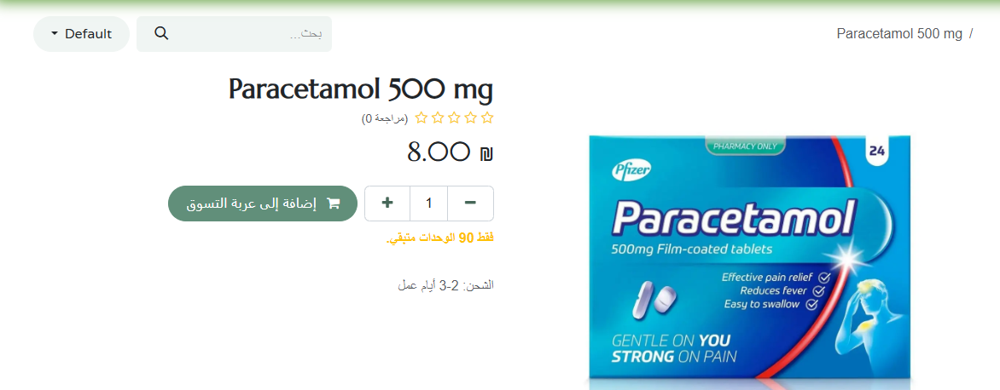 / Paracetamol 500 mg
بحث...
Default
Paracetamol 500 mg
(0 مراجعة)
8.00 ₪
1
إضافة إلى عربة التسوق
فقط 90 الوحدات متبقي.
الشحن: 2-3 أيام عمل
PHARMACY ONLY
24
Pfizer
Paracetamol
500mg Film-coated tablets
Effective pain relief
Reduces fever
Easy to swallow
GENTLE ON YOU
STRONG ON PAIN